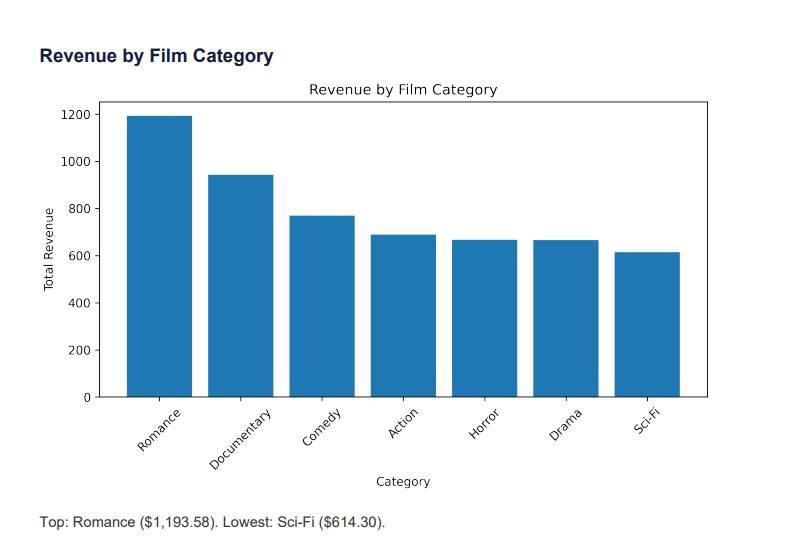 Revenue by Film Category
Revenue by Film Category
1200
1000
800
600
400
200
0
Total Revenue
Romance
Documentary
Comedy
Action
Horror
Drama
Sci-Fi
Category
Top: Romance ($1,193.58). Lowest: Sci-Fi ($614.30).